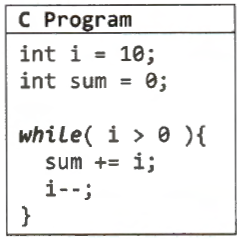 C Program
int i = 10;
int sum = 0;
while( i > 0 ){
sum += i;
i--;
}